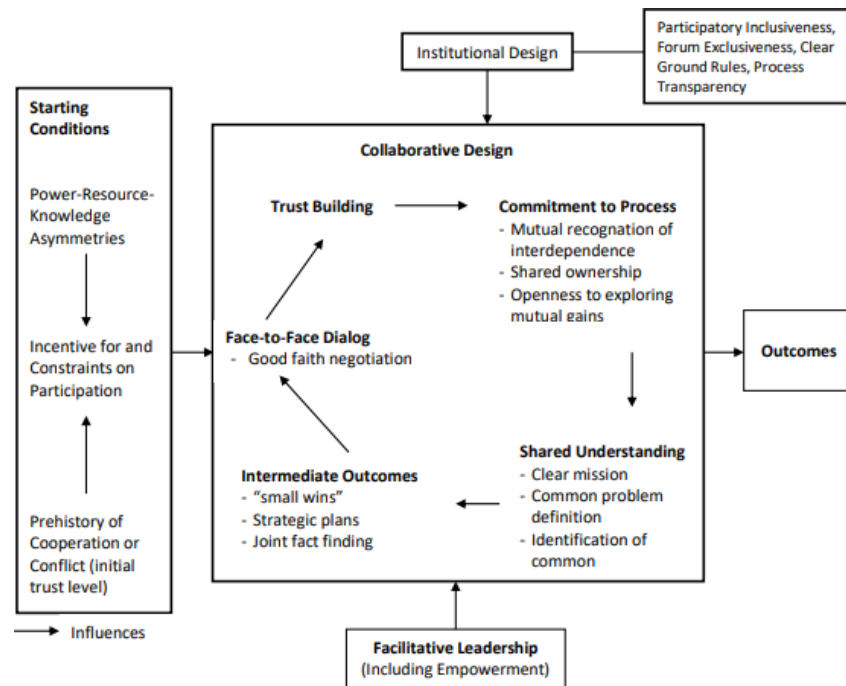 Institutional Design
Participatory Inclusiveness,
Forum Exclusiveness, Clear
Ground Rules, Process
Transparency
Starting
Conditions
Power-Resource-
Knowledge
Asymmetries
Incentive for and
Constraints on
Participation
Prehistory of
Cooperation or
Conflict (initial
trust level)
Influences
Collaborative Design
Trust Building
Commitment to Process
- Mutual recognition of
interdependence
- Shared ownership
- Openness to exploring
mutual gains
Face-to-Face Dialog
- Good faith negotiation
Intermediate Outcomes
- “small wins”
- Strategic plans
- Joint fact finding
Shared Understanding
- Clear mission
- Common problem
definition
- Identification of
common
Outcomes
Facilitative Leadership
(Including Empowerment)